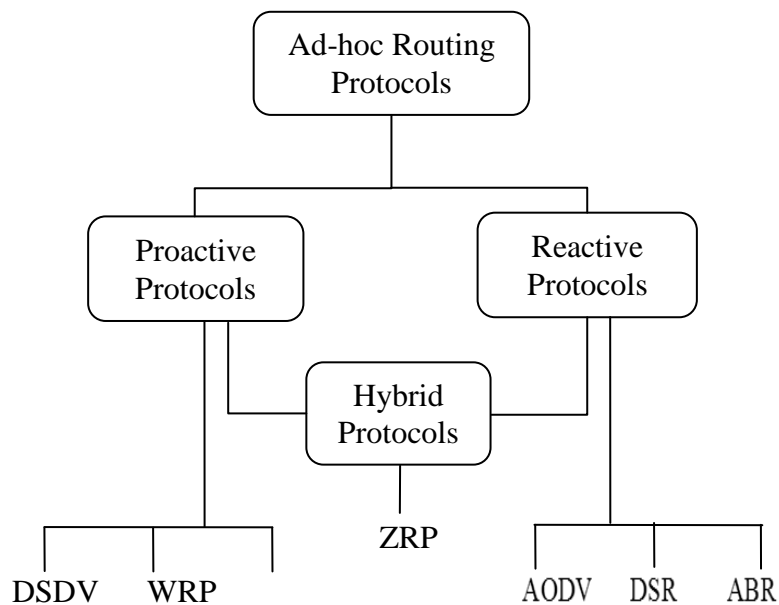 Ad-hoc Routing
Protocols
Proactive
Protocols
Reactive
Protocols
Hybrid
Protocols
ZRP
DSDV WRP
AODV DSR ABR